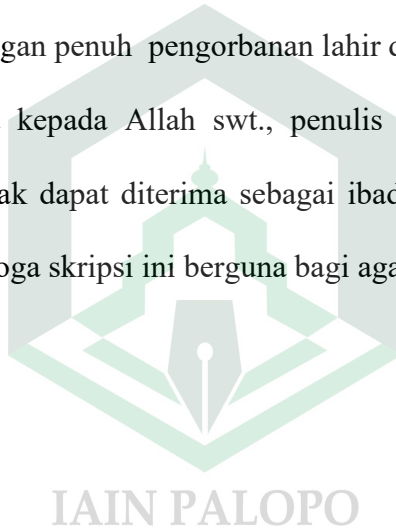 gan penuh pengorbanan lahir
kepada Allah swt., penulis
ak dapat diterima sebagai ibad
oga skripsi ini berguna bagi aga
IAIN PALOPO